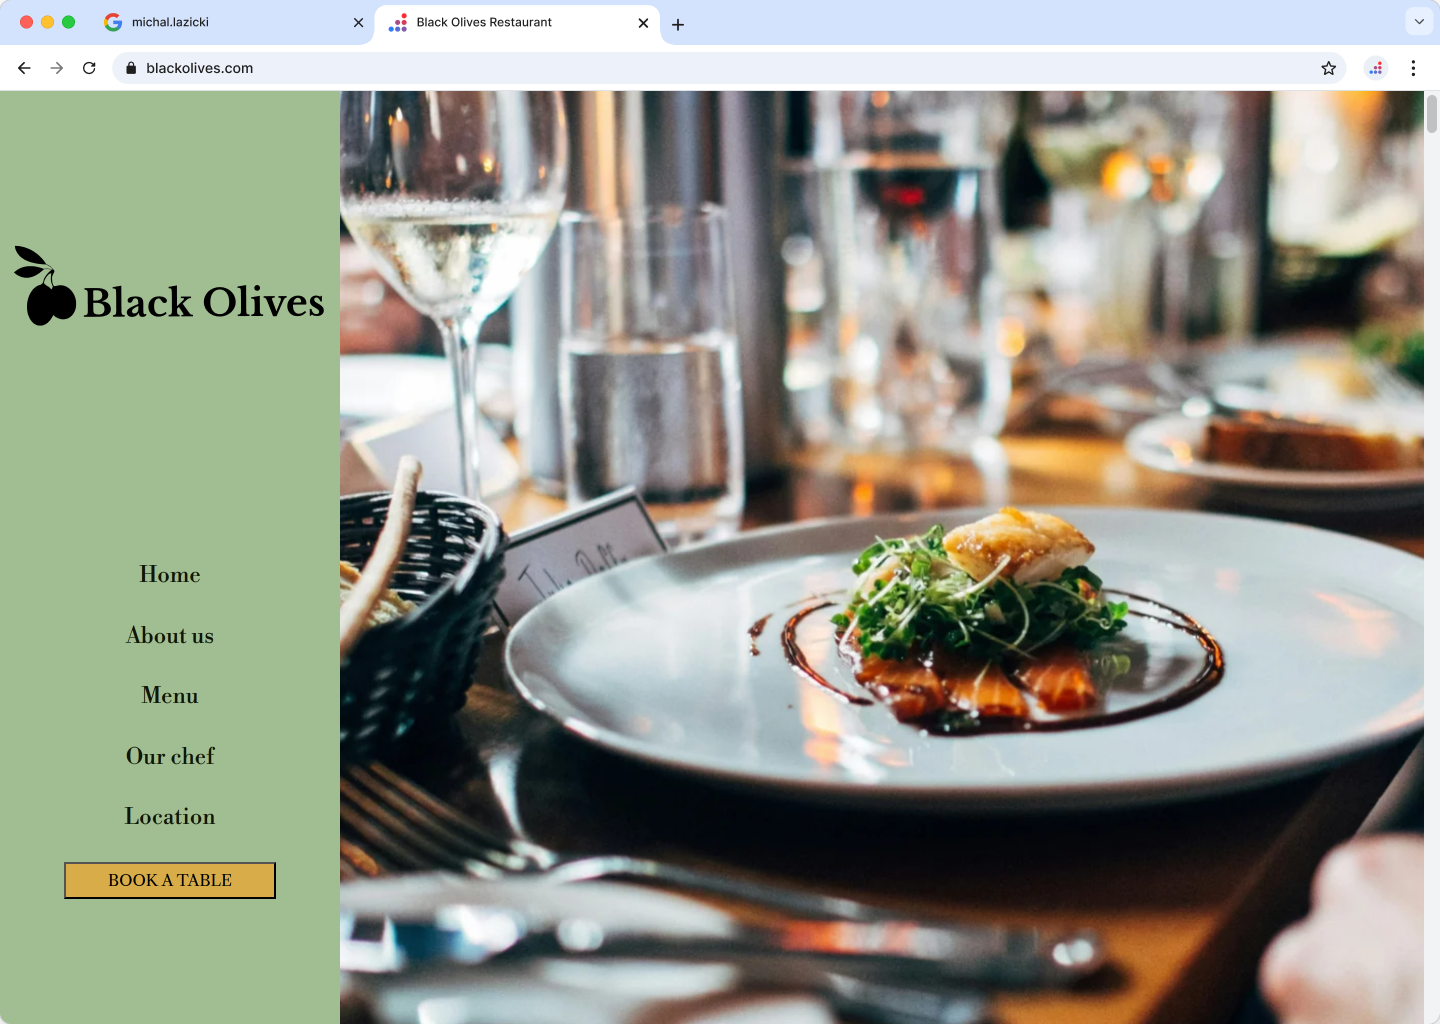 michal.lazicki
Black Olives Restaurant
blackolives.com
Black Olives
Home
About us
Menu
Our chef
Location
BOOK A TABLE